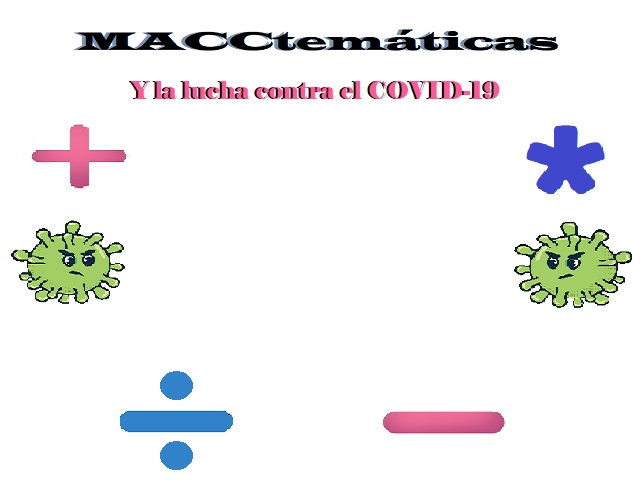 MACCtemáticas
Y la lucha contra el COVID-19
+
*
÷
-